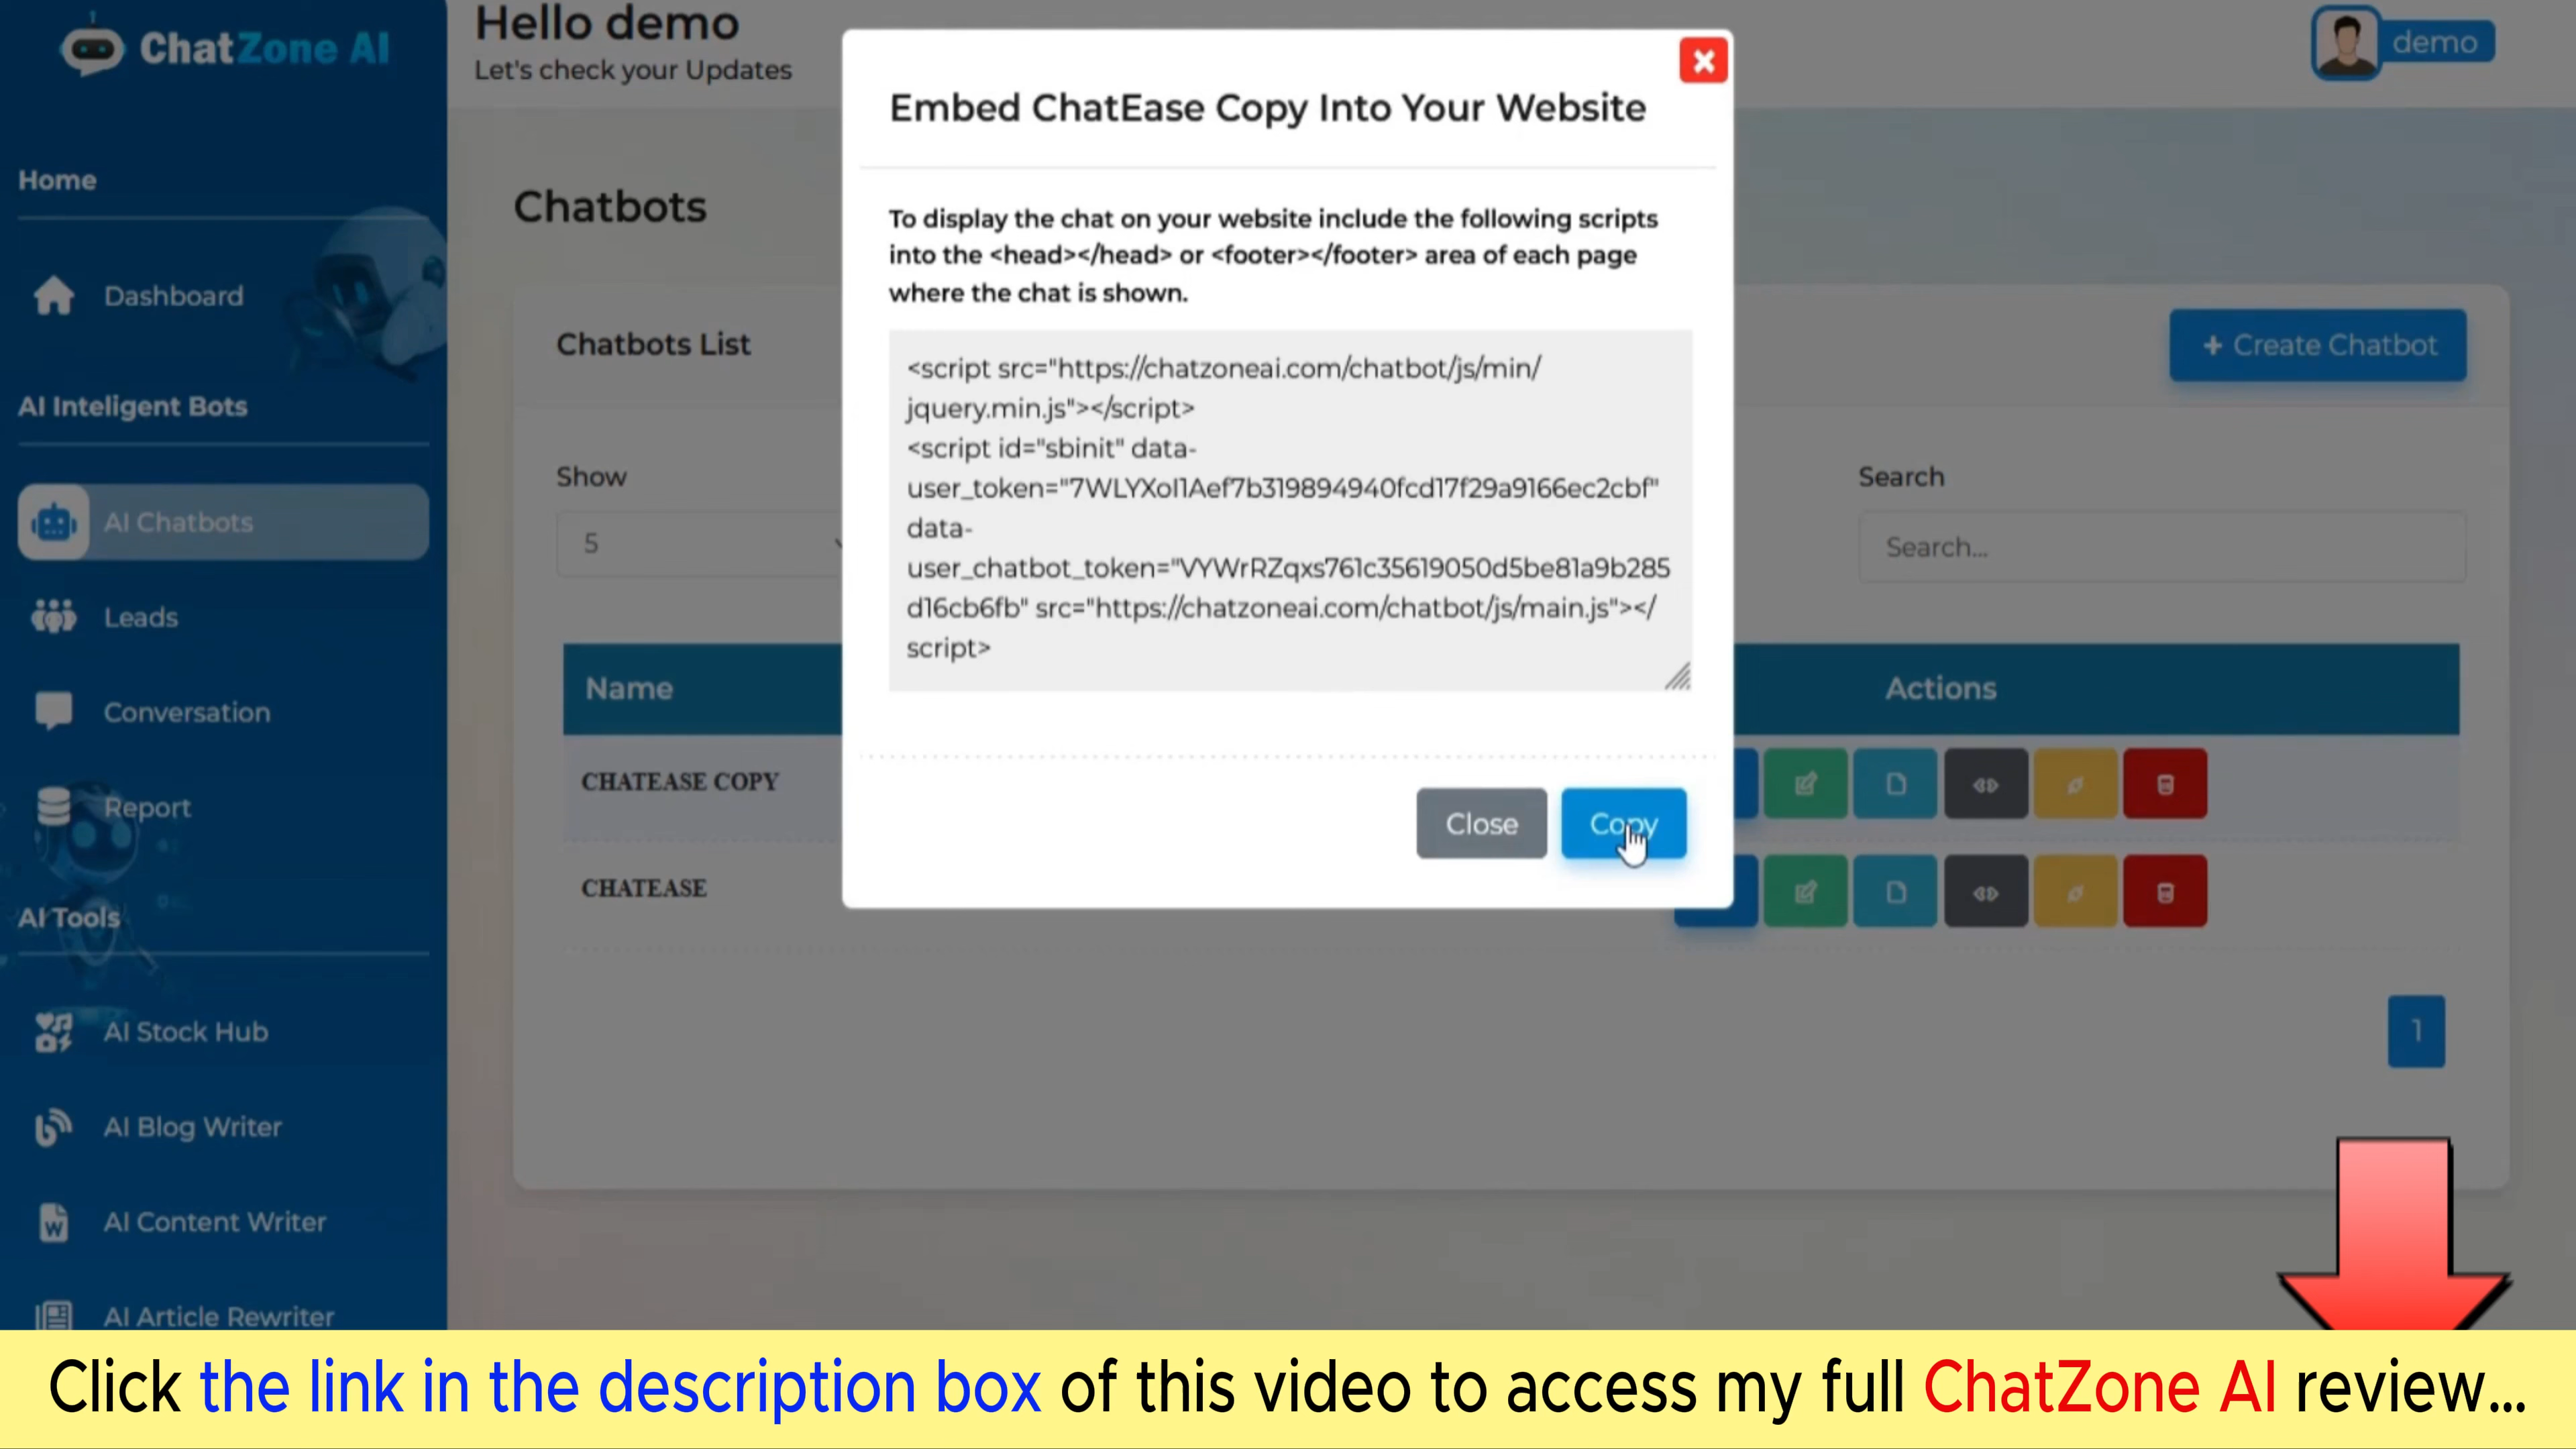 ChatZone AI
Hello demo
Let's check your Updates
demo
Home
Dashboard
AI Inteligent Bots
AI Chatbots
Leads
Conversation
Report
AI Tools
AI Stock Hub
AI Blog Writer
AI Content Writer
AI Article Rewriter
Chatbots
Chatbots List
+ Create Chatbot
Show
5
Search
Search...
Name
Actions
CHATEASE COPY
CHATEASE
1
Embed ChatEase Copy Into Your Website
To display the chat on your website include the following scripts
into the <head></head> or <footer></footer> area of each page
where the chat is shown.
<script src="https://chatzoneai.com/chatbot/js/min/
jquery.min.js"></script>
<script id="sbinit" data-
user_token="7WLYXoI1Aef7b319894940fcd17f29a9166ec2cbf"
data-
user_chatbot_token="VYWrRZqxs761c35619050d5be81a9b285
d16cb6fb" src="https://chatzoneai.com/chatbot/js/main.js"></
script>
Close
Copy
Click the link in the description box of this video to access my full ChatZone AI review...